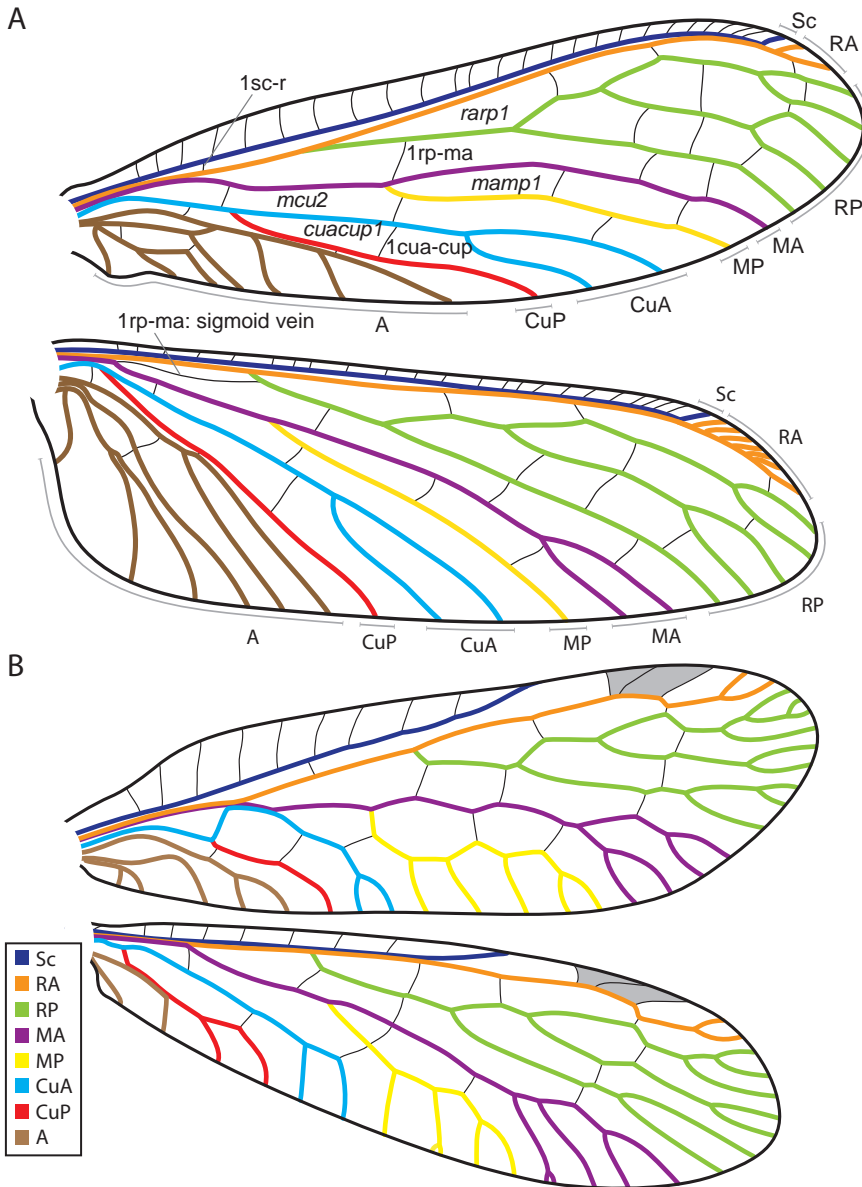 A
Sc
RA
1sc-r
rarp1
1rp-ma
mamp1
mcu2
cuacup1
1cua-cup
RP
MA
MP
CuA
CuP
A
1rp-ma: sigmoid vein
Sc
RA
RP
A
CuP
CuA
MP
MA
B
Sc
RA
RP
MA
MP
CuA
CuP
A